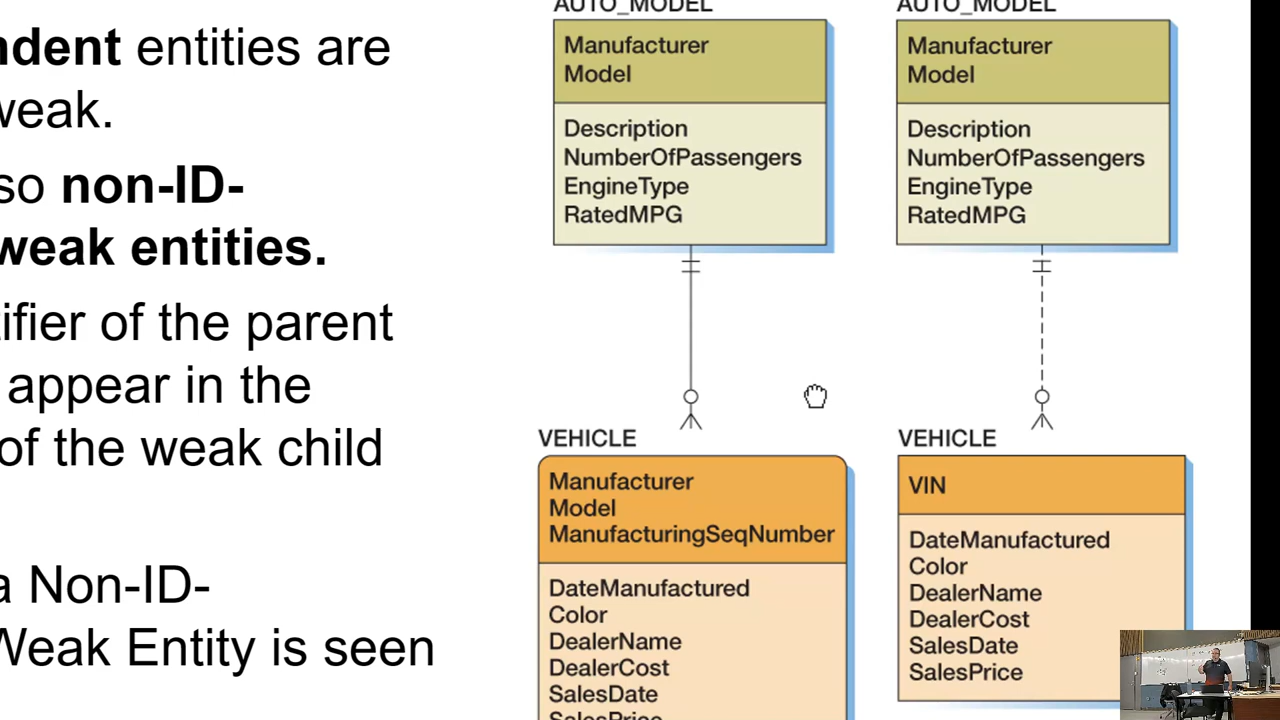 ndent entities are
weak.
so non-ID-
weak entities.
tifier of the parent
appear in the
of the weak child
a Non-ID-
Weak Entity is seen
AUTO_MODEL
Manufacturer
Model
Description
NumberOfPassengers
EngineType
RatedMPG
VEHICLE
Manufacturer
Model
ManufacturingSeqNumber
DateManufactured
Color
DealerName
DealerCost
SalesDate
SalesPrice
AUTO_MODEL
Manufacturer
Model
Description
NumberOfPassengers
EngineType
RatedMPG
VEHICLE
VIN
DateManufactured
Color
DealerName
DealerCost
SalesDate
SalesPrice